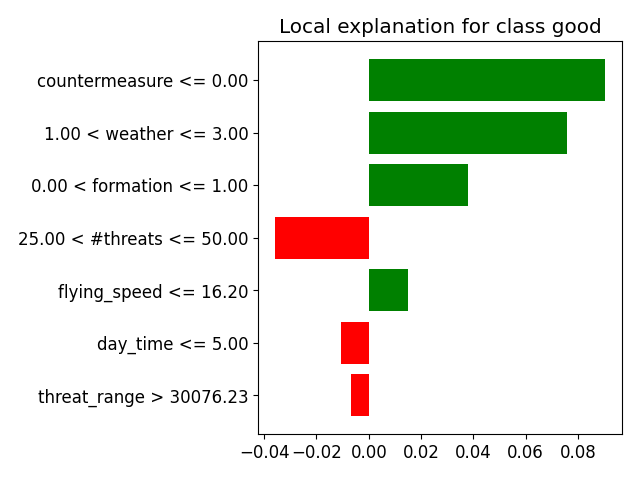 Local explanation for class good
countermeasure <= 0.00
1.00 < weather <= 3.00
0.00 < formation <= 1.00
25.00 < #threats <= 50.00
flying_speed <= 16.20
day_time <= 5.00
threat_range > 30076.23
−0.04 −0.02 0.00 0.02 0.04 0.06 0.08